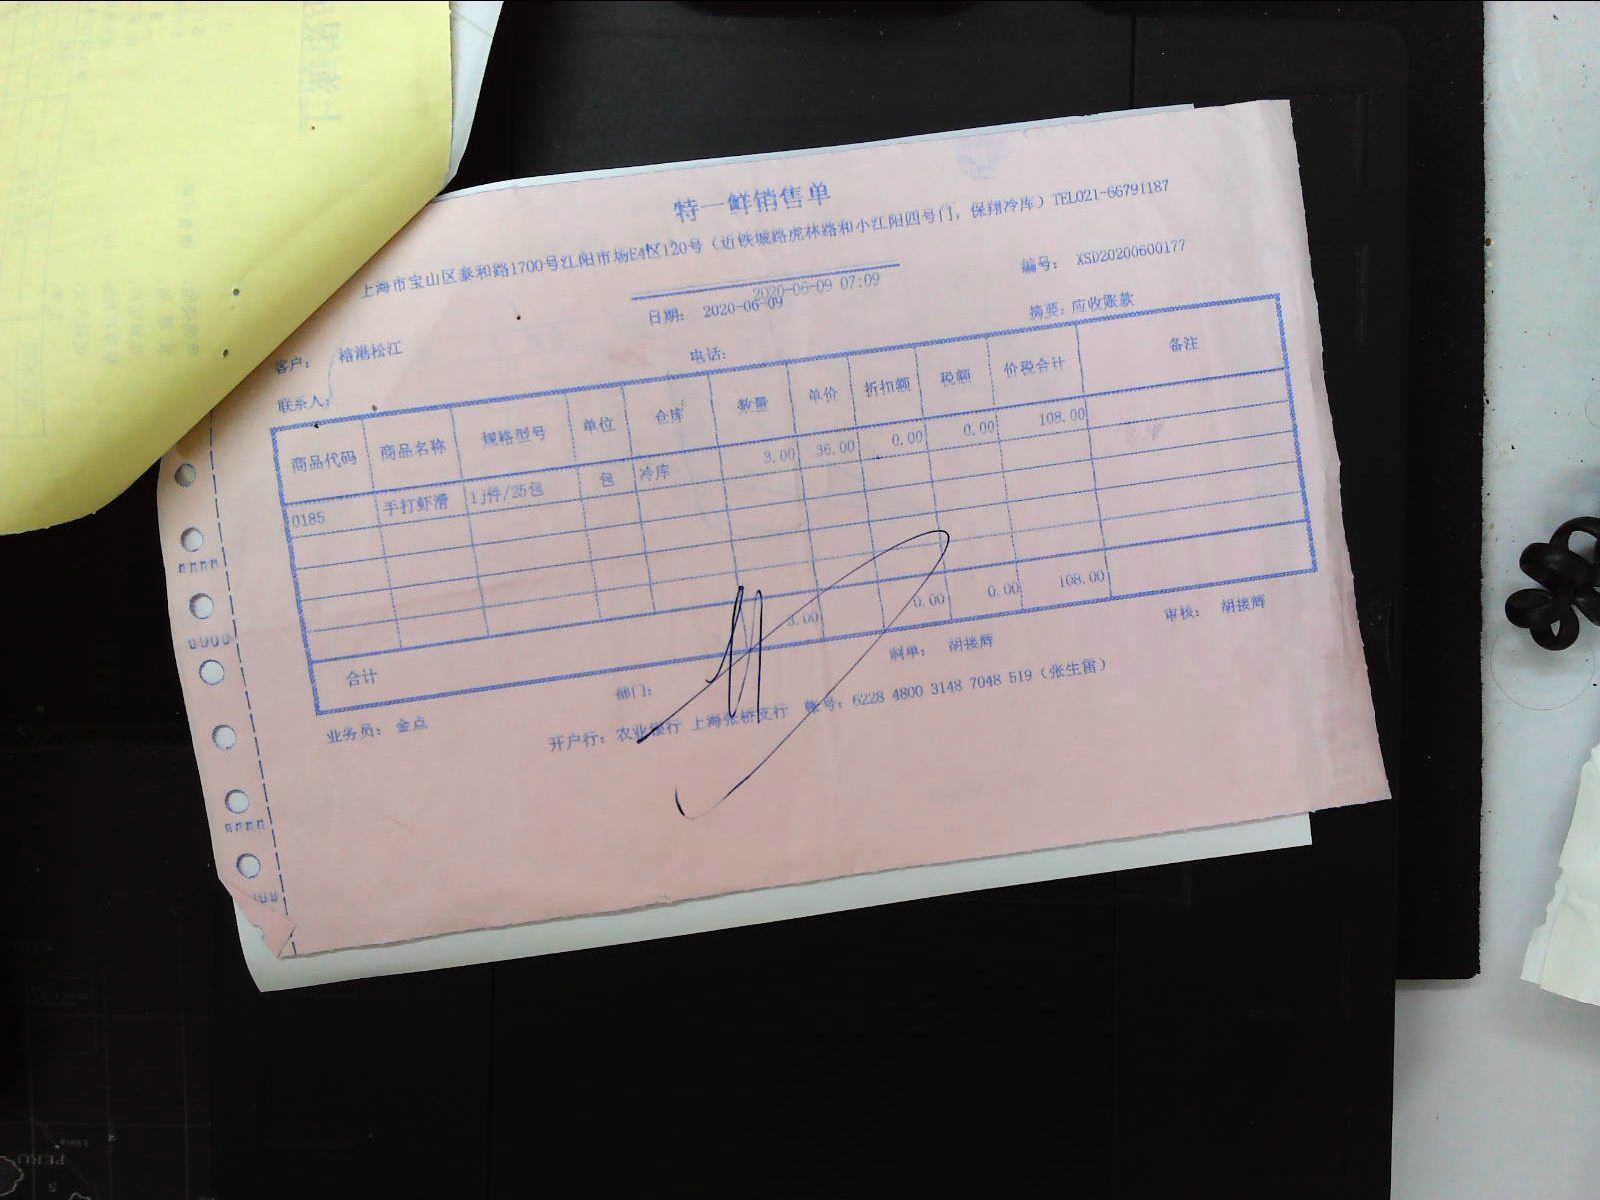 特一鲜销售单
上海市宝山区泰和路1700号江阳市场E4区120号（近铁城路虎林路和小江阳四号门，保翔冷库）TEL021-66791187
2020-06-09 07:09
日期： 2020-06-09 编号： XSD20200600177
客户： 裕港松江 电话： 摘要：应收账款
联系人：
商品代码 商品名称 规格型号 单位 仓库 数量 单价 折扣额 税额 价税合计 备注
0185 手打虾滑 1j件/25包 包 冷库 3.00 36.00 0.00 0.00 108.00
合计 3.00 0.00 0.00 108.00
业务员： 金点 部门： 制单： 胡接辉 审核： 胡接辉
开户行：农业银行 上海张桥支行 账号：6228 4800 3148 7048 519（张生留）
PERU
Lima